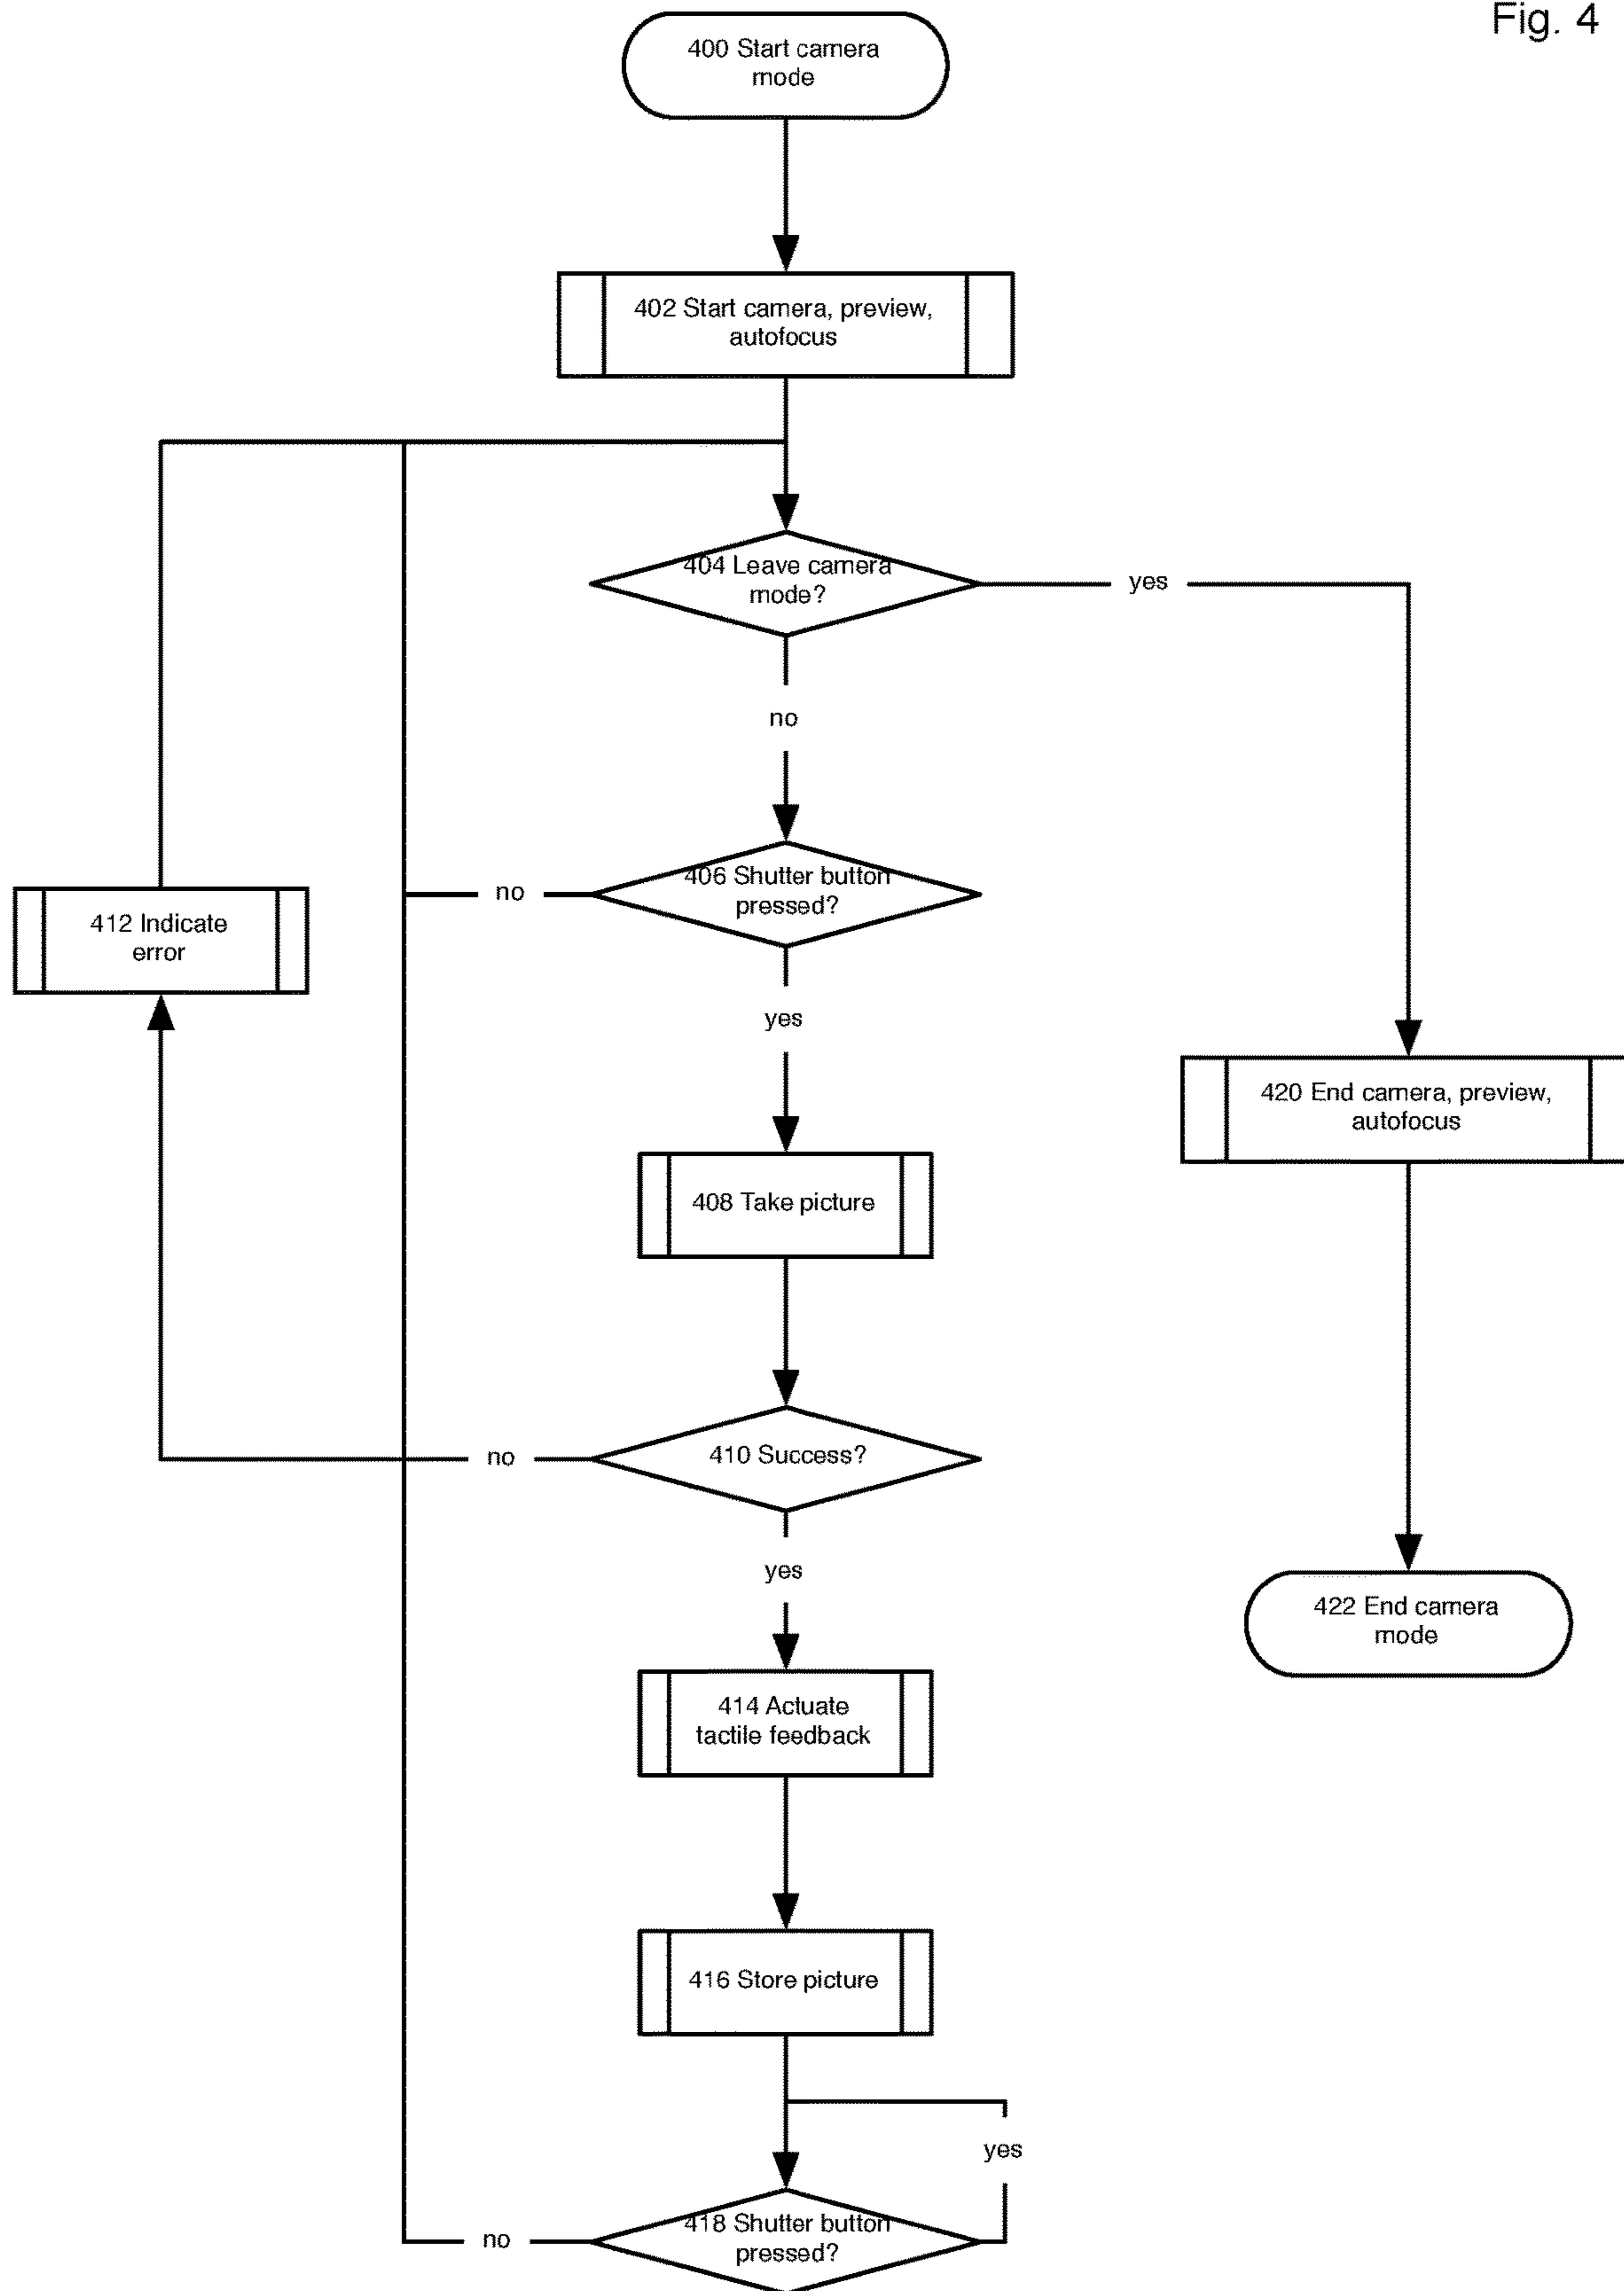 Fig. 4
400 Start camera
mode
402 Start camera, preview,
autofocus
404 Leave camera
mode?
yes
no
406 Shutter button
pressed?
no
412 Indicate
error
yes
420 End camera, preview,
autofocus
408 Take picture
410 Success?
no
yes
422 End camera
mode
414 Actuate
tactile feedback
416 Store picture
yes
418 Shutter button
pressed?
no